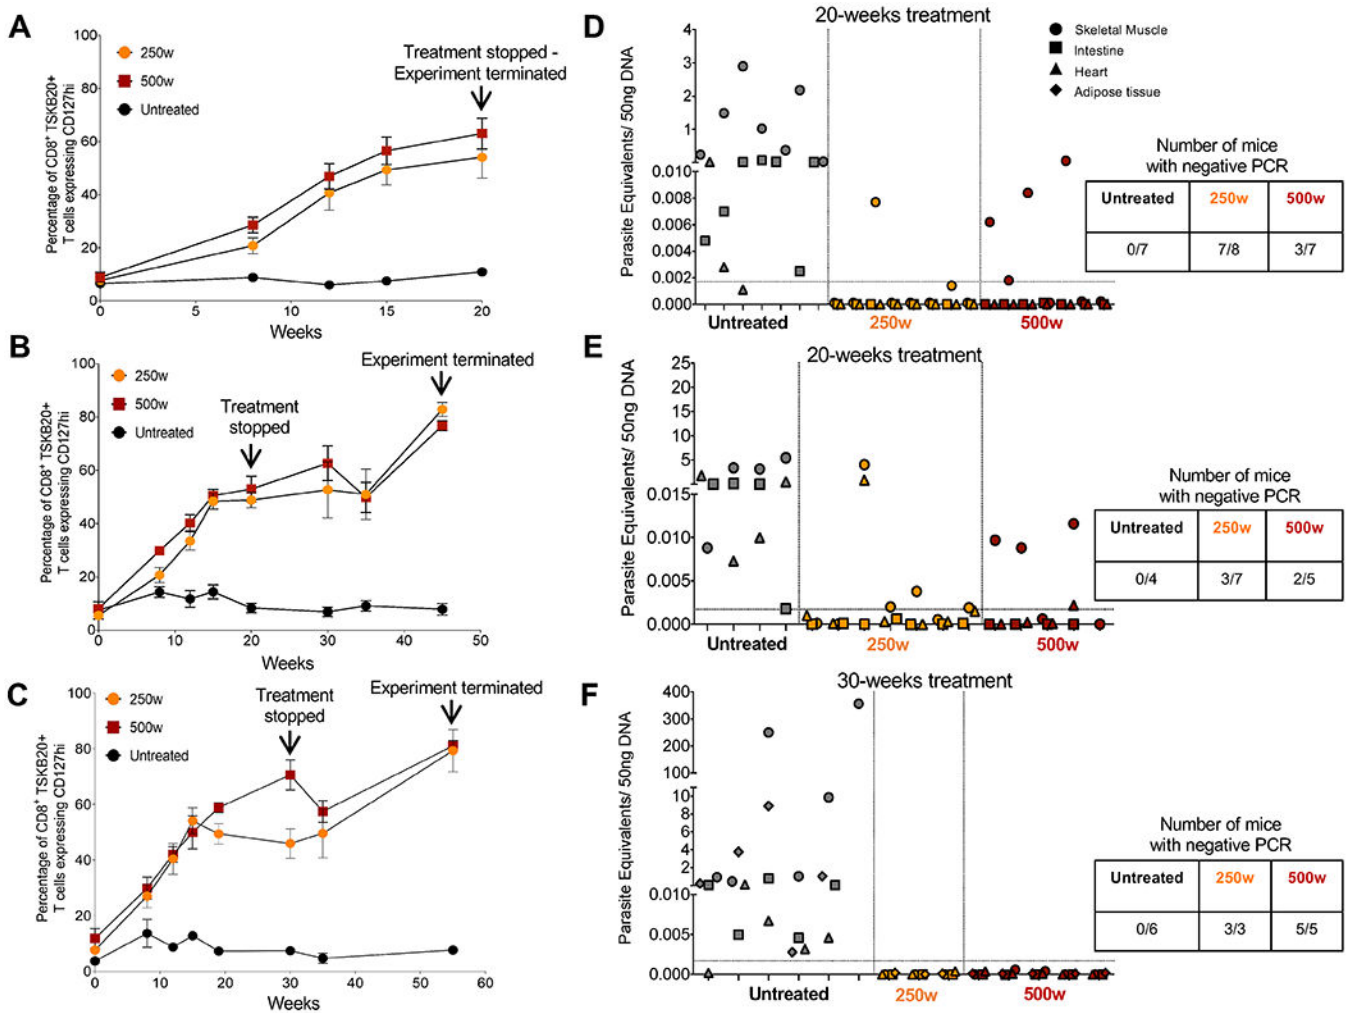 A
Percentage of CD8+ TSKB20+
T cells expressing CD127hi
100
80
60
40
20
0
250w
500w
Untreated
Treatment stopped -
Experiment terminated
0 5 10 15 20
Weeks
D
20-weeks treatment
Parasite Equivalents/ 50ng DNA
4
3
2
1
0.010
0.008
0.006
0.004
0.002
0.000
Untreated 250w 500w
Skeletal Muscle
Intestine
Heart
Adipose tissue
Number of mice
with negative PCR
Untreated 250w 500w
0/7 7/8 3/7
B
Percentage of CD8+ TSKB20+
T cells expressing CD127hi
100
80
60
40
20
0
250w
500w
Untreated
Treatment
stopped
Experiment terminated
0 10 20 30 40 50
Weeks
E
20-weeks treatment
Parasite Equivalents/ 50ng DNA
25
20
15
10
5
0.015
0.010
0.005
0.000
Untreated 250w 500w
Number of mice
with negative PCR
Untreated 250w 500w
0/4 3/7 2/5
C
Percentage of CD8+ TSKB20+
T cells expressing CD127hi
100
80
60
40
20
0
250w
500w
Untreated
Treatment
stopped
Experiment terminated
0 10 20 30 40 50 60
Weeks
F
30-weeks treatment
Parasite Equivalents/ 50ng DNA
400
300
200
100
10
8
6
4
2
0.010
0.005
0.000
Untreated 250w 500w
Number of mice
with negative PCR
Untreated 250w 500w
0/6 3/3 5/5